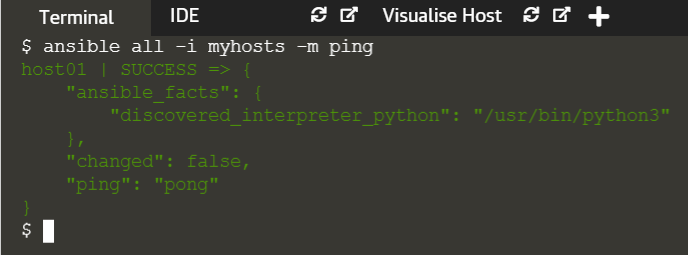 Terminal IDE Visualise Host
$ ansible all -i myhosts -m ping
host01 | SUCCESS => {
    "ansible_facts": {
        "discovered_interpreter_python": "/usr/bin/python3"
    },
    "changed": false,
    "ping": "pong"
}
$